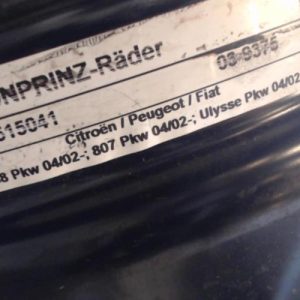 NPRINZ-Räder
515041 03-9376
Citroën / Peugeot / Fiat
8 Pkw 04/02-; 807 Pkw 04/02-; Ulysse Pkw 04/02-